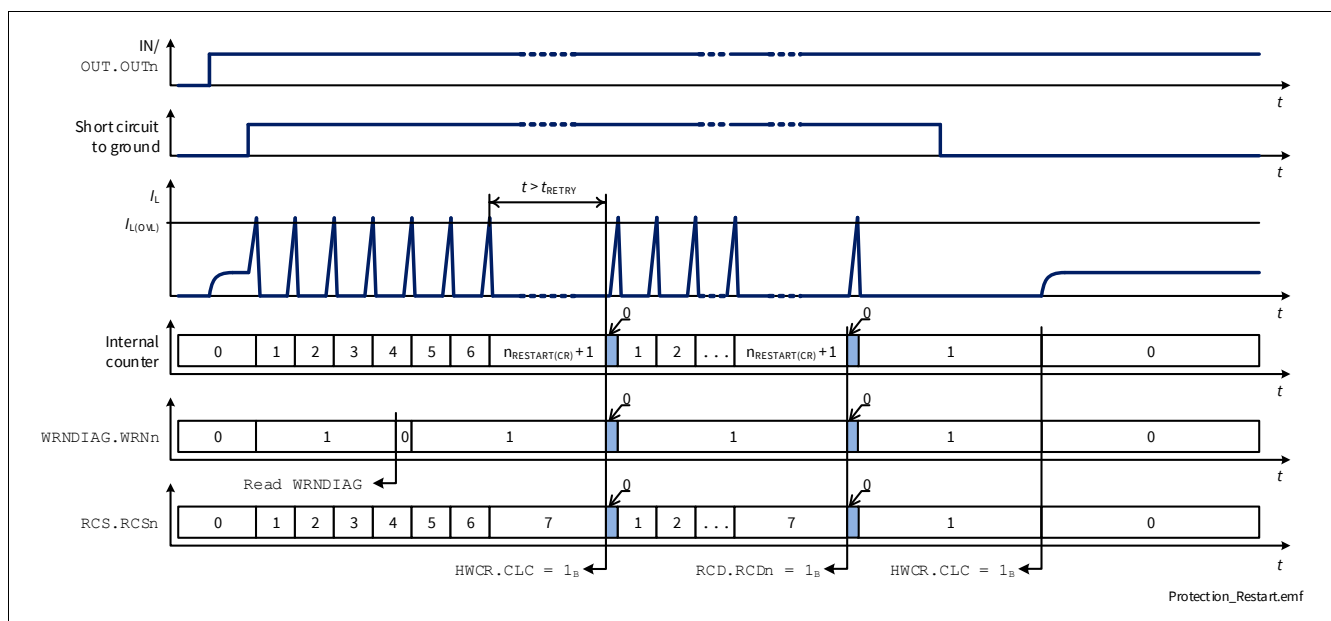 IN/
OUT.OUTn
t
Short circuit
to ground
t
t > tRETRY
IL
IL(OVL)
t
0 0
Internal
counter
0 1 2 3 4 5 6 nRESTART(CR)+1 1 2 ... nRESTART(CR)+1 1 0
t
0 0
WRNDIAG.WRNn
0 1 0 1 1 1 0
t
Read WRNDIAG
0 0
RCS.RCSn
0 1 2 3 4 5 6 7 1 2 ... 7 1 0
t
HWCR.CLC = 1B RCD.RCDn = 1B HWCR.CLC = 1B
Protection_Restart.emf